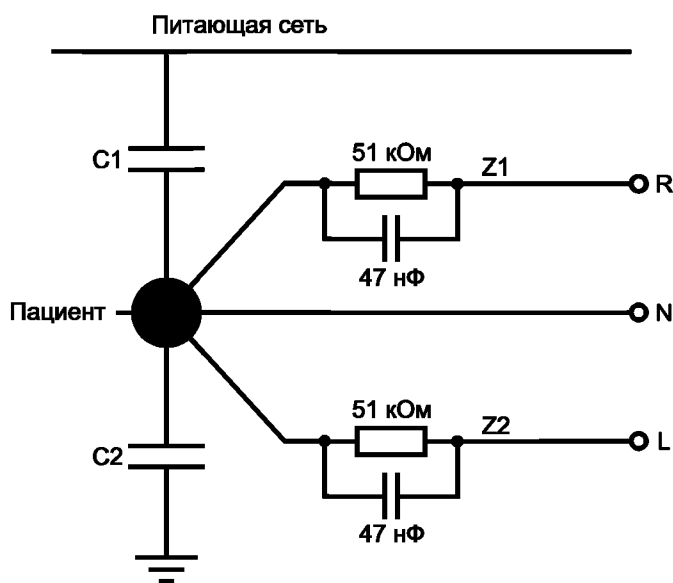 Питающая сеть
C1
51 кОм
Z1
R
47 нФ
Пациент
N
51 кОм
Z2
L
C2
47 нФ